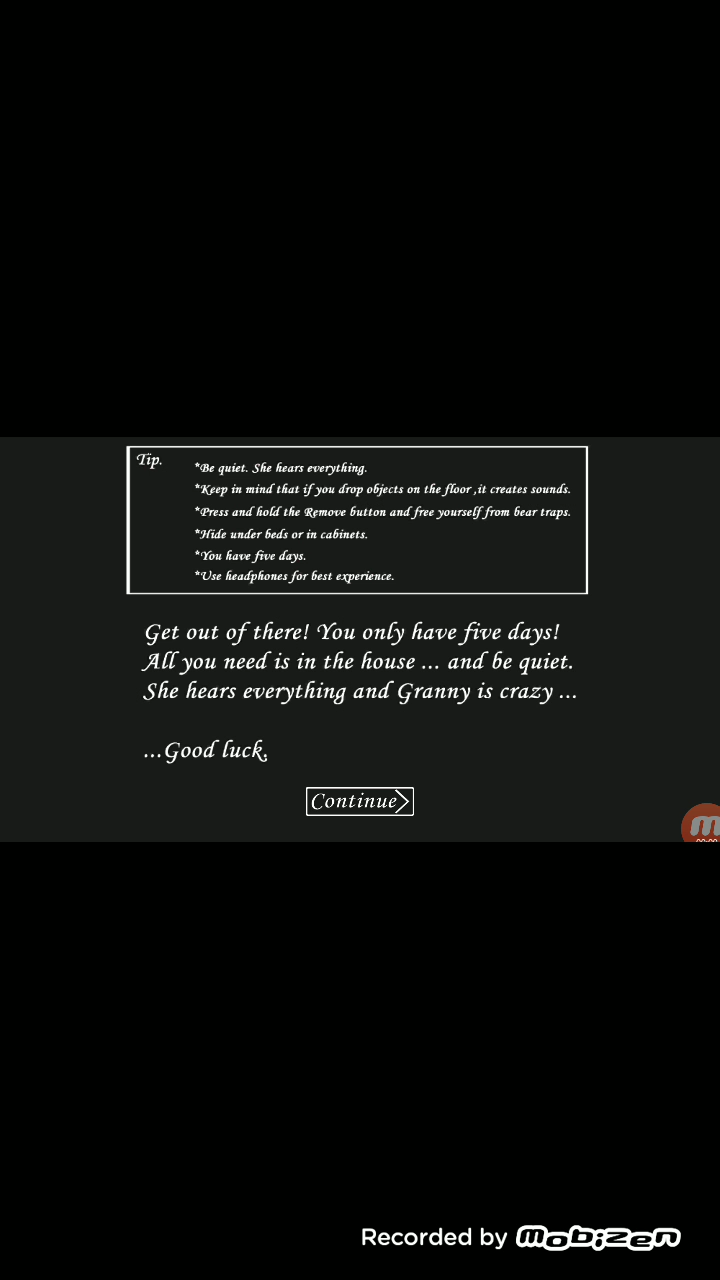 Tip.
*Be quiet. She hears everything.
*Keep in mind that if you drop objects on the floor ,it creates sounds.
*Press and hold the Remove button and free yourself from bear traps.
*Hide under beds or in cabinets.
*You have five days.
*Use headphones for best experience.
Get out of there! You only have five days!
All you need is in the house ... and be quiet.
She hears everything and Granny is crazy ...
...Good luck.
Continue
m
Recorded by mobizen